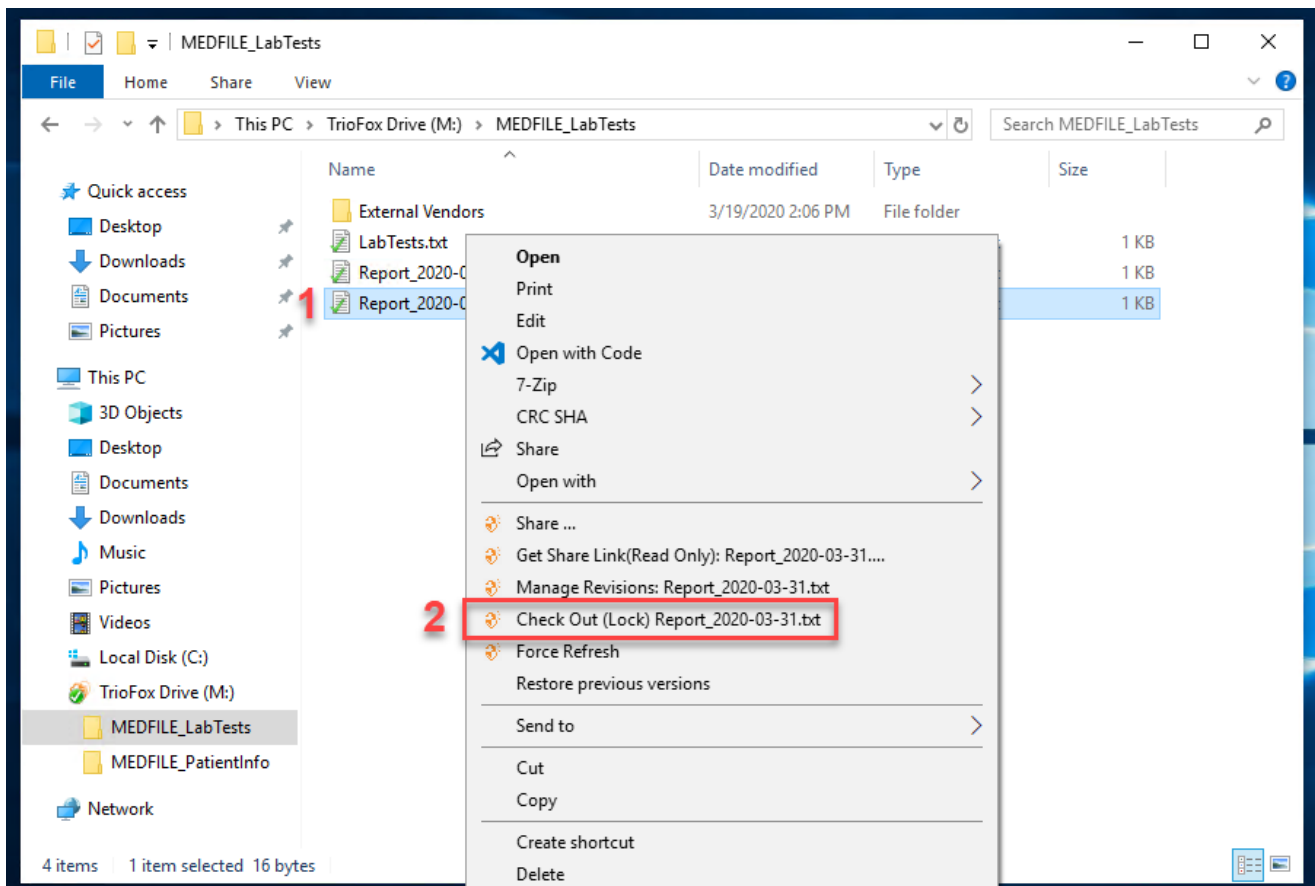 MEDFILE_LabTests
File Home Share View
This PC > TrioFox Drive (M:) > MEDFILE_LabTests
Search MEDFILE_LabTests
Name Date modified Type Size
Quick access
Desktop
Downloads
Documents
Pictures
This PC
3D Objects
Desktop
Documents
Downloads
Music
Pictures
Videos
Local Disk (C:)
TrioFox Drive (M:)
MEDFILE_LabTests
MEDFILE_PatientInfo
Network
External Vendors 3/19/2020 2:06 PM File folder
LabTests.txt 1 KB
Report_2020-0 1 KB
1 Report_2020-0 1 KB
Open
Print
Edit
Open with Code
7-Zip
CRC SHA
Share
Open with
Share ...
Get Share Link(Read Only): Report_2020-03-31....
Manage Revisions: Report_2020-03-31.txt
2 Check Out (Lock) Report_2020-03-31.txt
Force Refresh
Restore previous versions
Send to
Cut
Copy
Create shortcut
Delete
4 items 1 item selected 16 bytes